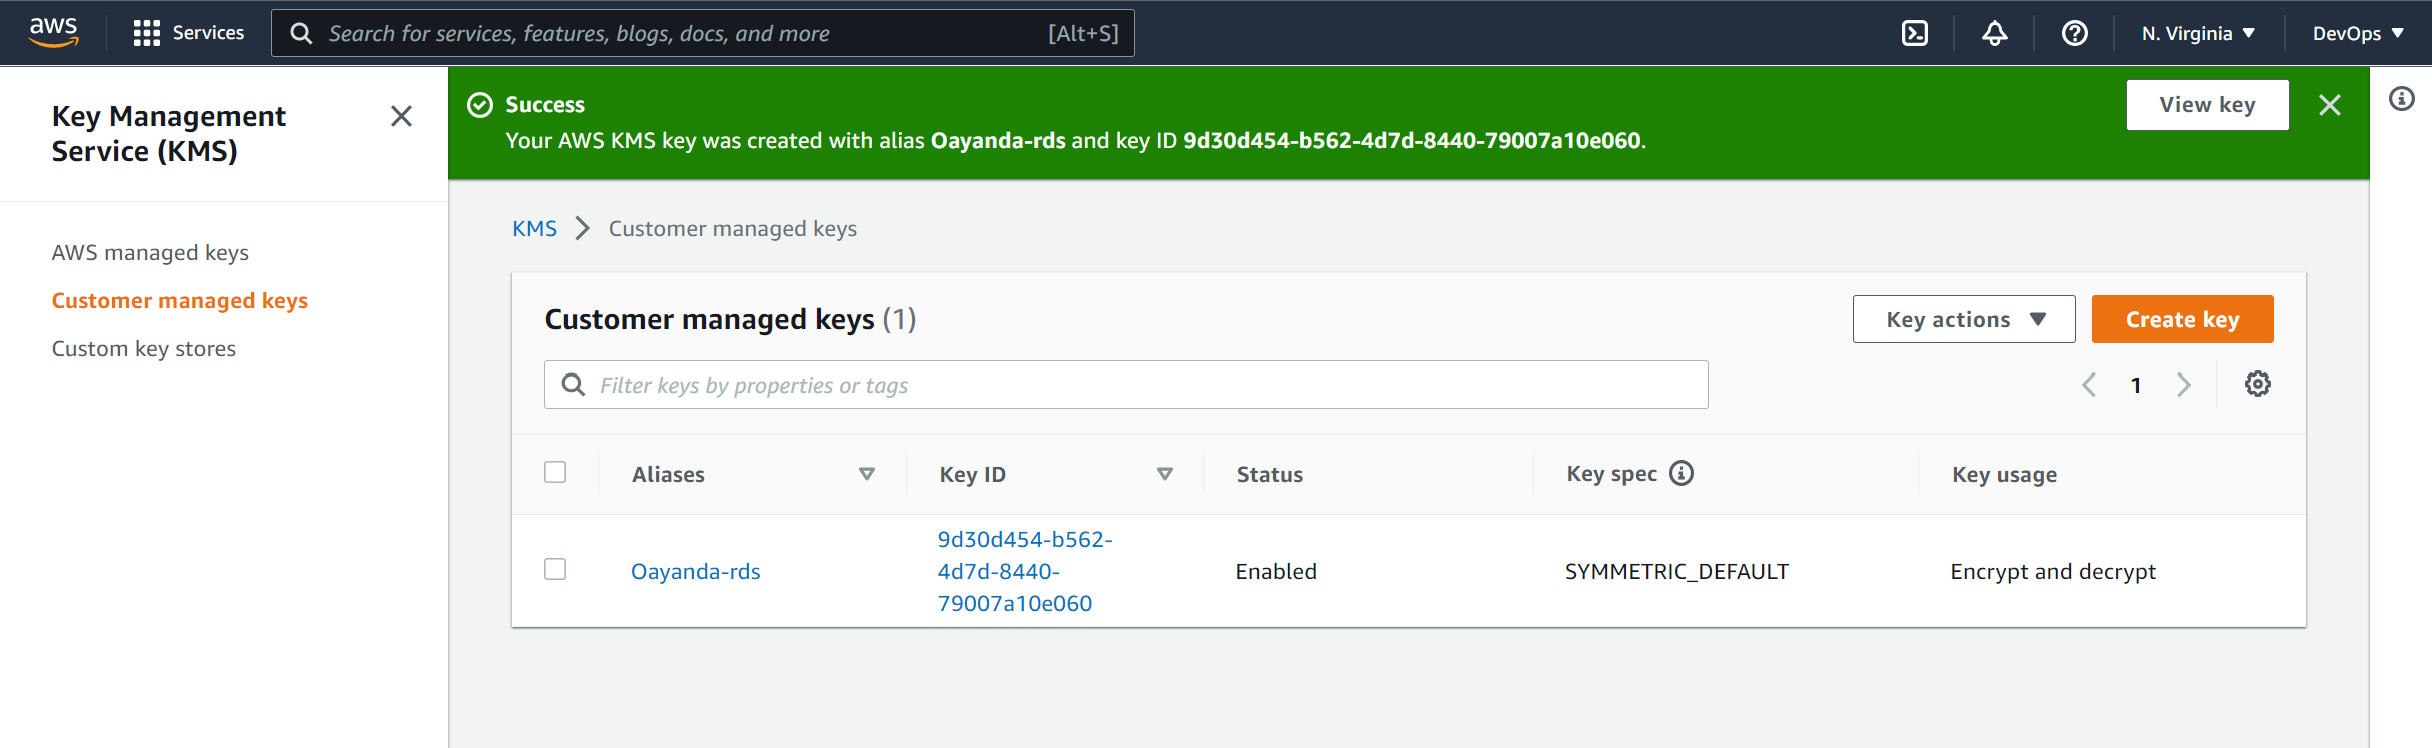 aws
Services
Search for services, features, blogs, docs, and more [Alt+S]
N. Virginia
DevOps
Key Management
Service (KMS)
AWS managed keys
Customer managed keys
Custom key stores
Success
Your AWS KMS key was created with alias Oayanda-rds and key ID 9d30d454-b562-4d7d-8440-79007a10e060.
View key
KMS Customer managed keys
Customer managed keys (1)
Key actions
Create key
Filter keys by properties or tags
1
Aliases Key ID Status Key spec Key usage
Oayanda-rds
9d30d454-b562-
4d7d-8440-
79007a10e060
Enabled
SYMMETRIC_DEFAULT
Encrypt and decrypt